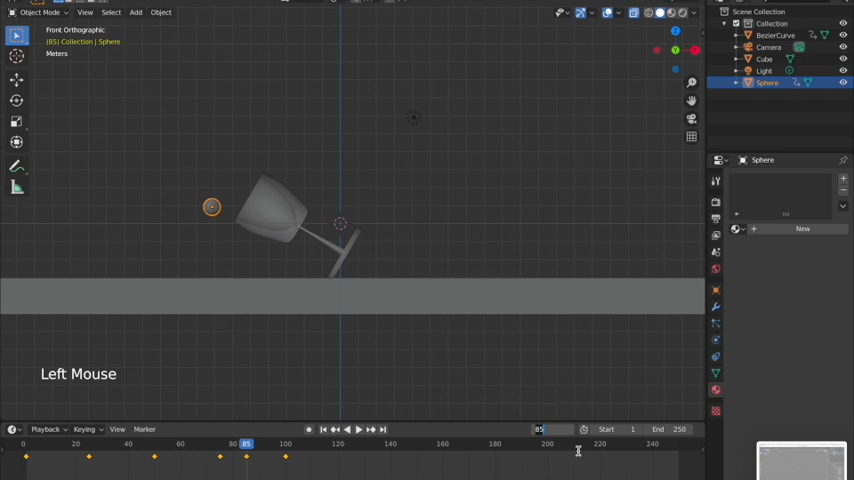 Object Mode View Select Add Object
Front Orthographic
(85) Collection | Sphere
Meters
Scene Collection
Collection
BezierCurve
Camera
Cube
Light
Sphere
Sphere
New
Left Mouse
Playback Keying View Marker
85
Start 1
End 250
0 20 40 60 80 85 100 120 140 160 180 200 220 240